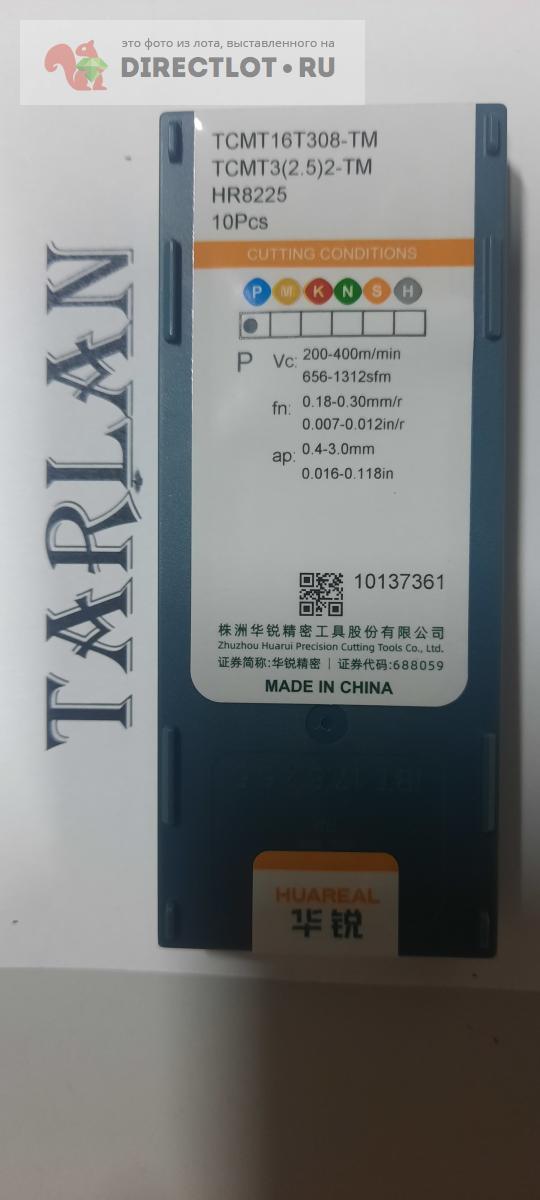 это фото из лота, выставленного на
DIRECTLOT.RU
TARLAN
TCMT16T308-TM
TCMT3(2.5)2-TM
HR8225
10Pcs
CUTTING CONDITIONS
P M K N S H
P Vc: 200-400m/min
656-1312sfm
fn: 0.18-0.30mm/r
0.007-0.012in/r
ap: 0.4-3.0mm
0.016-0.118in
10137361
株洲华锐精密工具股份有限公司
Zhuzhou Huarui Precision Cutting Tools Co., Ltd.
证券简称:华锐精密 | 证券代码:688059
MADE IN CHINA
HUAREAL
华锐